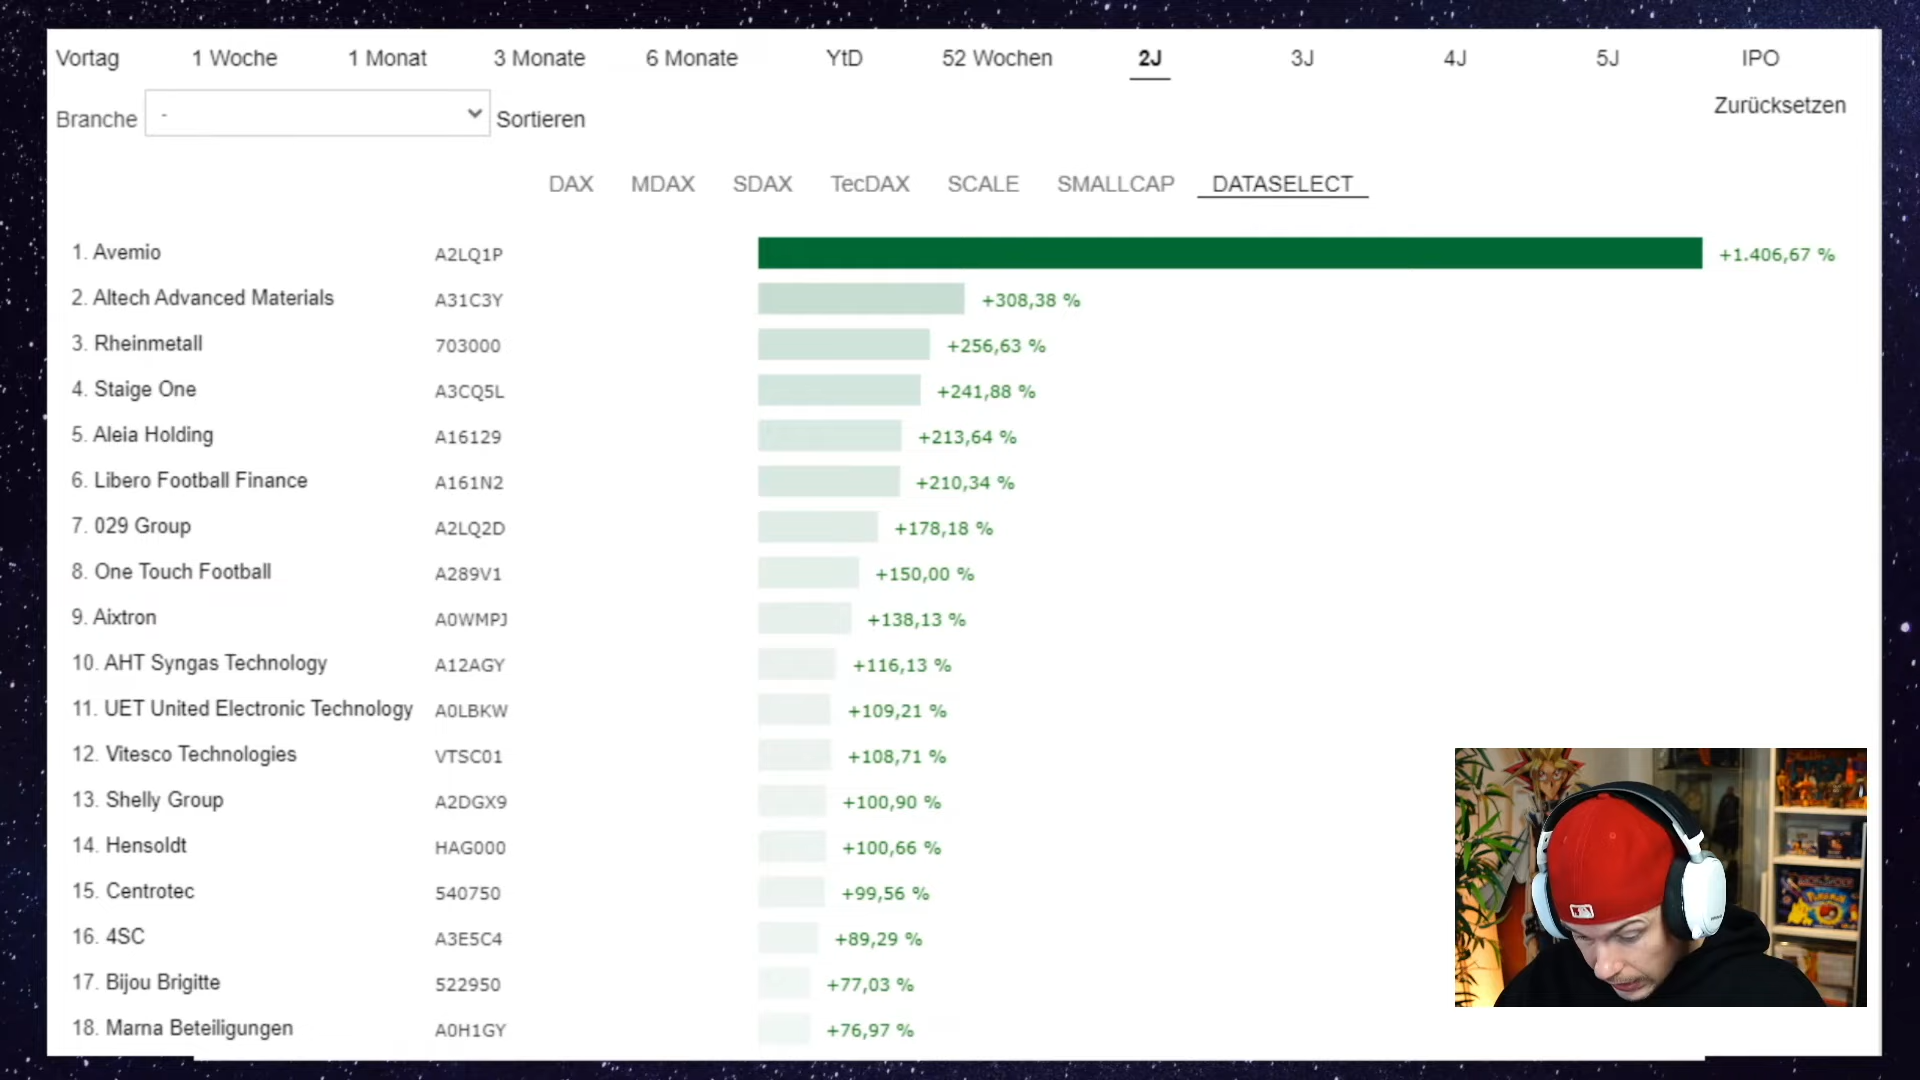 Vortag 1 Woche 1 Monat 3 Monate 6 Monate YtD 52 Wochen 2J 3J 4J 5J IPO
Branche - Sortieren Zurücksetzen
DAX MDAX SDAX TecDAX SCALE SMALLCAP DATASELECT
1. Avemio A2LQ1P +1.406,67 %
2. Altech Advanced Materials A31C3Y +308,38 %
3. Rheinmetall 703000 +256,63 %
4. Staige One A3CQ5L +241,88 %
5. Aleia Holding A16129 +213,64 %
6. Libero Football Finance A161N2 +210,34 %
7. 029 Group A2LQ2D +178,18 %
8. One Touch Football A289V1 +150,00 %
9. Aixtron A0WMPJ +138,13 %
10. AHT Syngas Technology A12AGY +116,13 %
11. UET United Electronic Technology A0LBKW +109,21 %
12. Vitesco Technologies VTSC01 +108,71 %
13. Shelly Group A2DGX9 +100,90 %
14. Hensoldt HAG000 +100,66 %
15. Centrotec 540750 +99,56 %
16. 4SC A3E5C4 +89,29 %
17. Bijou Brigitte 522950 +77,03 %
18. Marna Beteiligungen A0H1GY +76,97 %
POKéMON